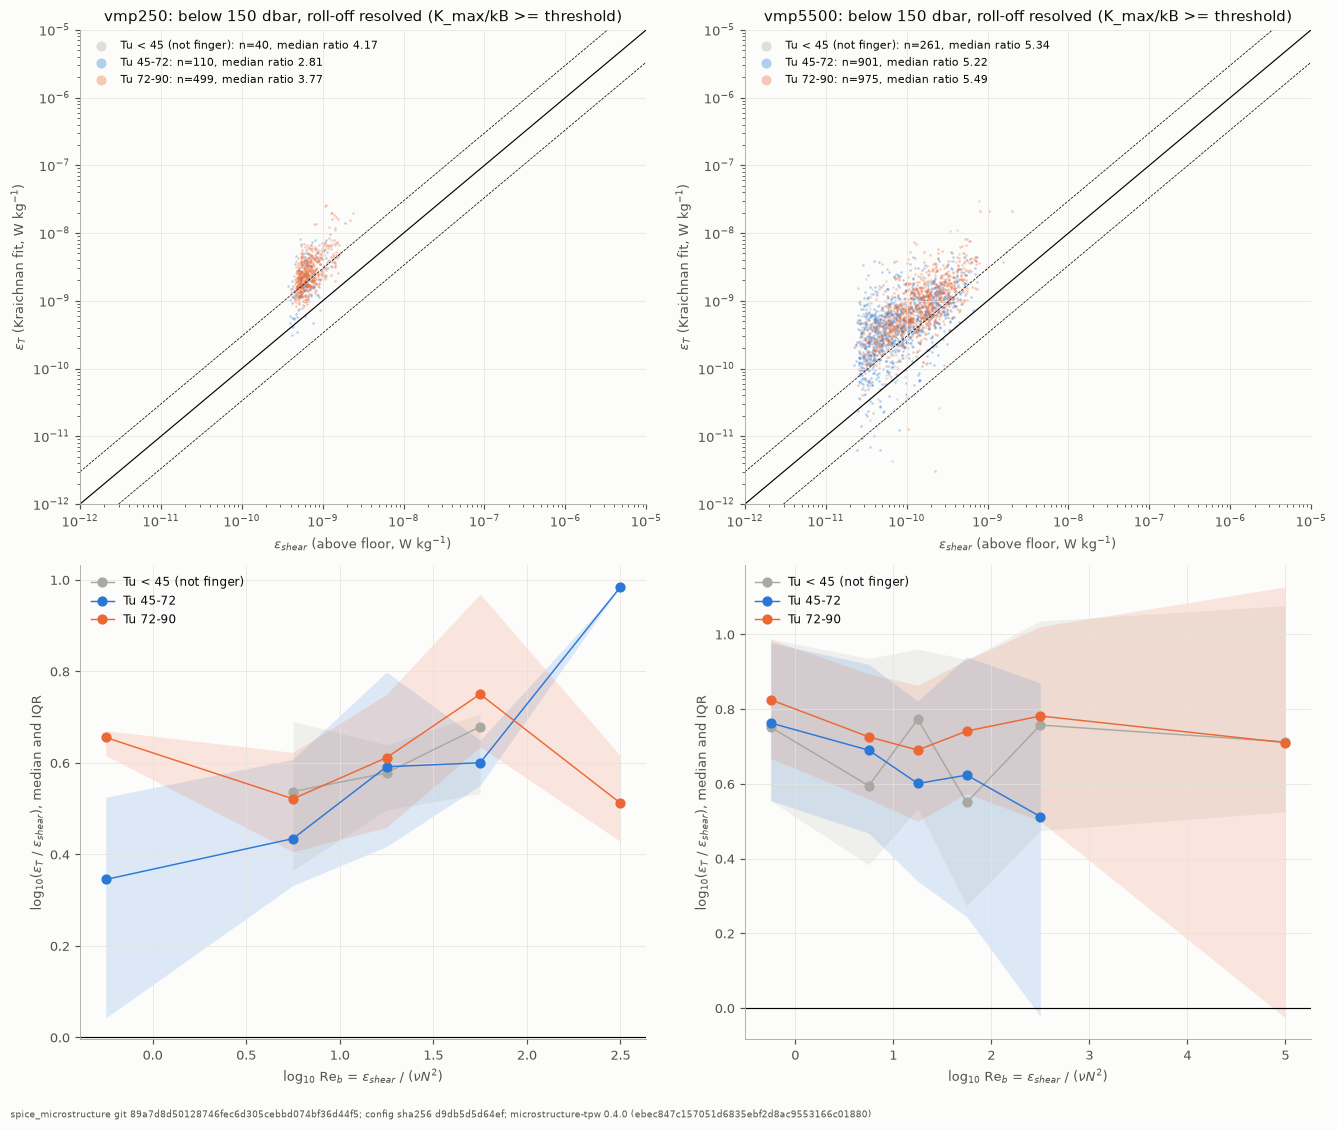 vmp250: below 150 dbar, roll-off resolved (K_max/kB >= threshold)
Tu < 45 (not finger): n=40, median ratio 4.17
Tu 45-72: n=110, median ratio 2.81
Tu 72-90: n=499, median ratio 3.77
10⁻⁵
10⁻⁶
10⁻⁷
10⁻⁸
10⁻⁹
10⁻¹⁰
10⁻¹¹
10⁻¹²
ε_T (Kraichnan fit, W kg⁻¹)
10⁻¹² 10⁻¹¹ 10⁻¹⁰ 10⁻⁹ 10⁻⁸ 10⁻⁷ 10⁻⁶ 10⁻⁵
ε_shear (above floor, W kg⁻¹)
vmp5500: below 150 dbar, roll-off resolved (K_max/kB >= threshold)
Tu < 45 (not finger): n=261, median ratio 5.34
Tu 45-72: n=901, median ratio 5.22
Tu 72-90: n=975, median ratio 5.49
10⁻⁵
10⁻⁶
10⁻⁷
10⁻⁸
10⁻⁹
10⁻¹⁰
10⁻¹¹
10⁻¹²
ε_T (Kraichnan fit, W kg⁻¹)
10⁻¹² 10⁻¹¹ 10⁻¹⁰ 10⁻⁹ 10⁻⁸ 10⁻⁷ 10⁻⁶ 10⁻⁵
ε_shear (above floor, W kg⁻¹)
Tu < 45 (not finger)
Tu 45-72
Tu 72-90
1.0
0.8
0.6
0.4
0.2
0.0
log₁₀(ε_T / ε_shear), median and IQR
0.0 0.5 1.0 1.5 2.0 2.5
log₁₀ Re_b = ε_shear / (νN²)
Tu < 45 (not finger)
Tu 45-72
Tu 72-90
1.0
0.8
0.6
0.4
0.2
0.0
log₁₀(ε_T / ε_shear), median and IQR
0 1 2 3 4 5
log₁₀ Re_b = ε_shear / (νN²)
spice_microstructure git 89a7d8d50128746fec6d305cebbd074bf36d44f5; config sha256 d9db5d5d64ef; microstructure-tpw 0.4.0 (ebec847c157051d6835ebf2d8ac9553166c01880)